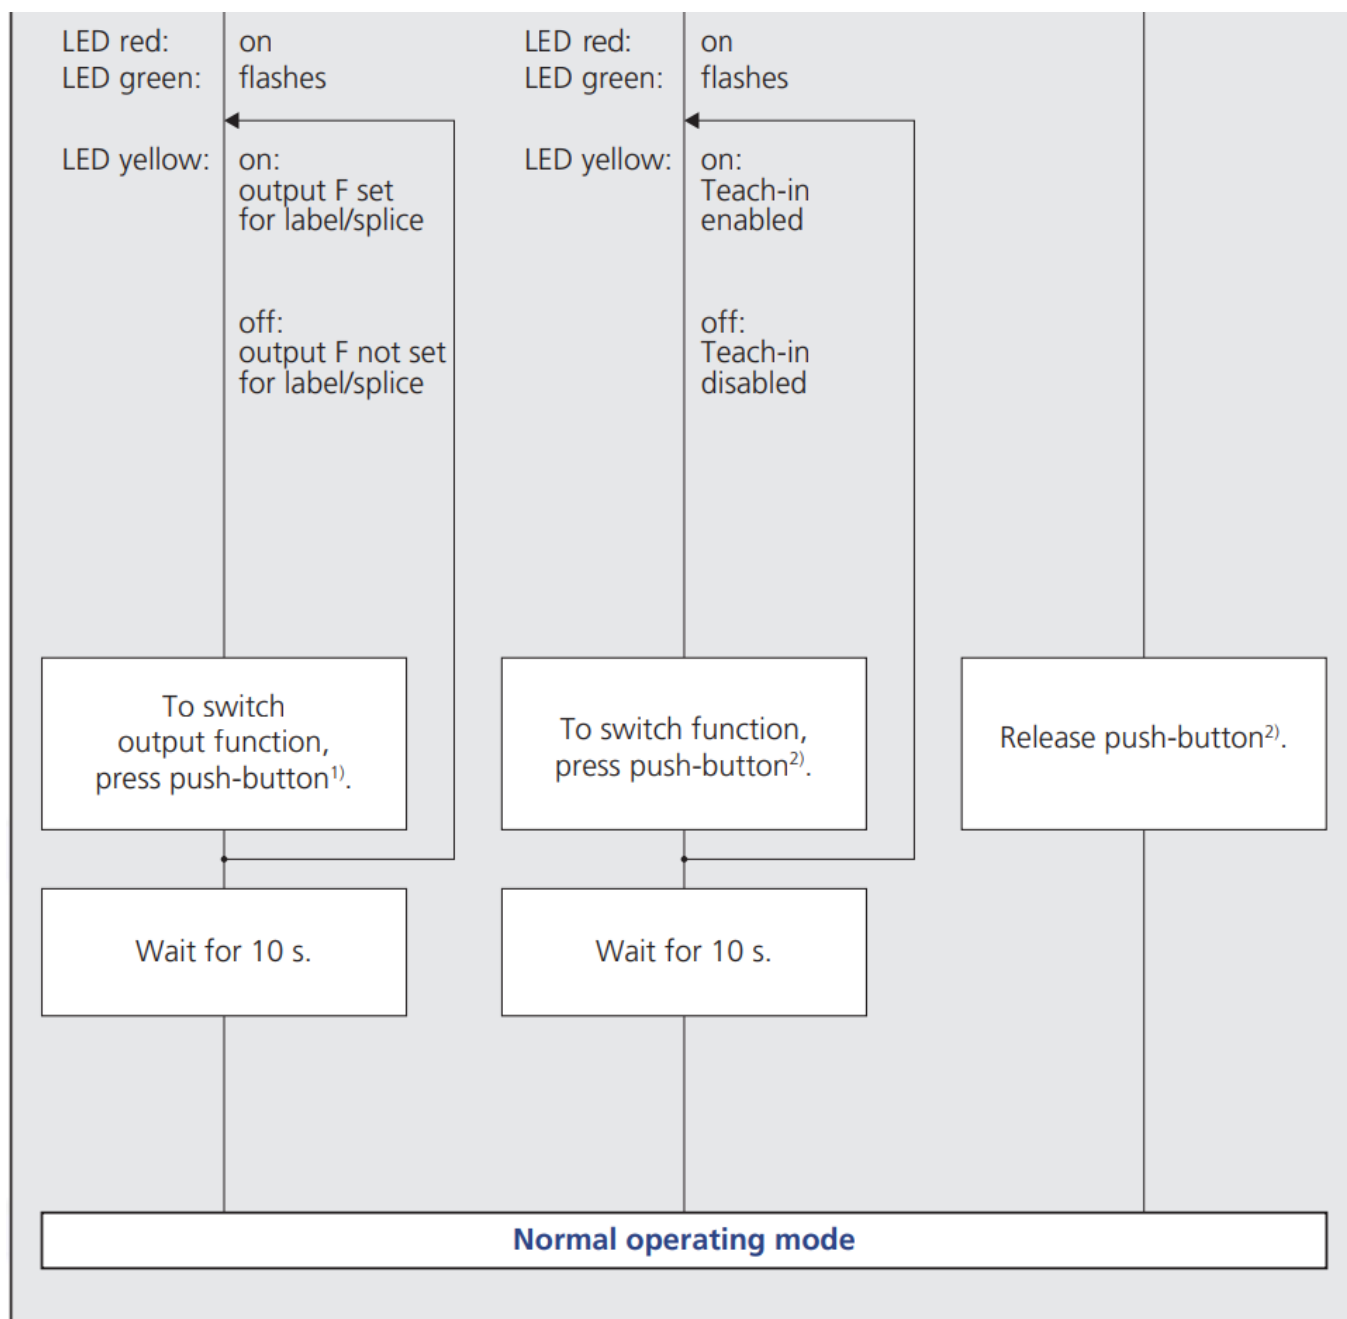 LED red: on
LED green: flashes
LED yellow: on:
output F set
for label/splice
off:
output F not set
for label/splice
To switch
output function,
press push-button1).
Wait for 10 s.
LED red: on
LED green: flashes
LED yellow: on:
Teach-in
enabled
off:
Teach-in
disabled
To switch function,
press push-button2).
Wait for 10 s.
Release push-button2).
Normal operating mode